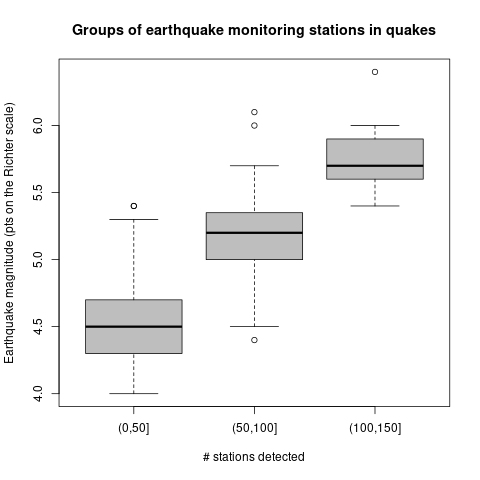 Groups of earthquake monitoring stations in quakes
Earthquake magnitude (pts on the Richter scale)
6.0
5.5
5.0
4.5
4.0
(0,50]
(50,100]
(100,150]
# stations detected